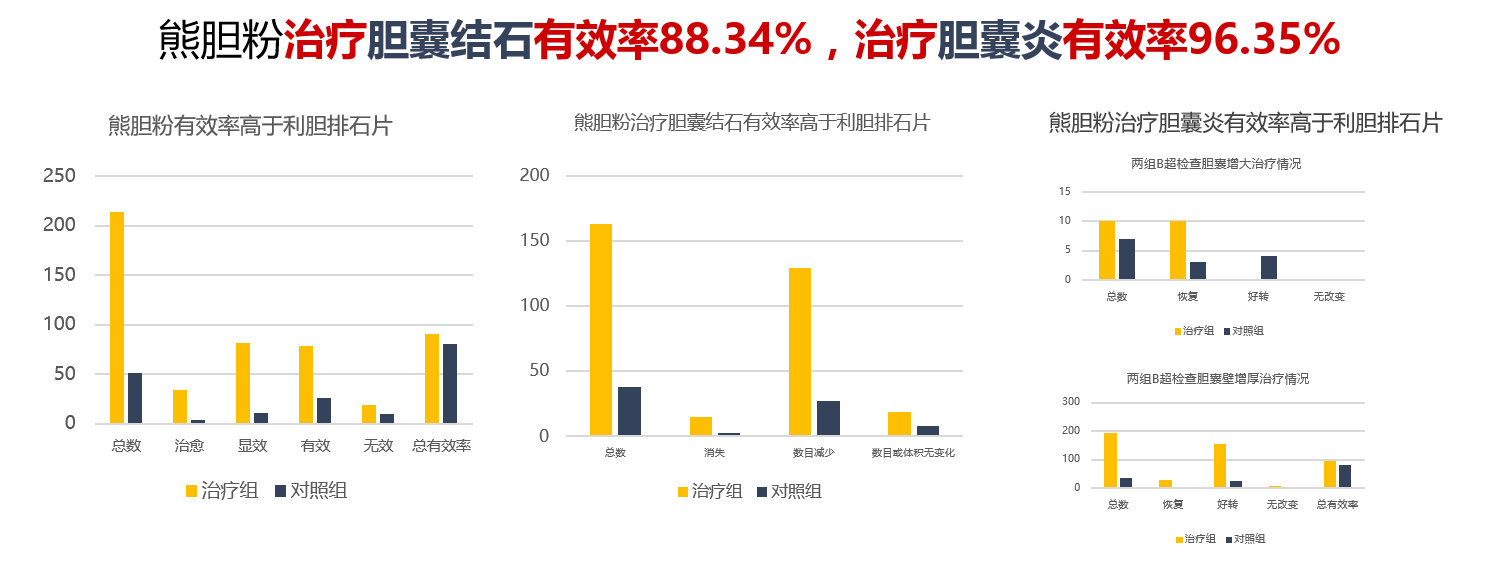 熊胆粉治疗胆囊结石有效率88.34%，治疗胆囊炎有效率96.35%
熊胆粉有效率高于利胆排石片
250
200
150
100
50
0
总数 治愈 显效 有效 无效 总有效率
治疗组 对照组
熊胆粉治疗胆囊结石有效率高于利胆排石片
200
150
100
50
0
总数 消失 数目减少 数目或体积无变化
治疗组 对照组
熊胆粉治疗胆囊炎有效率高于利胆排石片
两组B超检查胆囊增大治疗情况
15
10
5
0
总数 恢复 好转 无改变
治疗组 对照组
两组B超检查胆囊壁增厚治疗情况
300
200
100
0
总数 恢复 好转 无改变 总有效率
治疗组 对照组